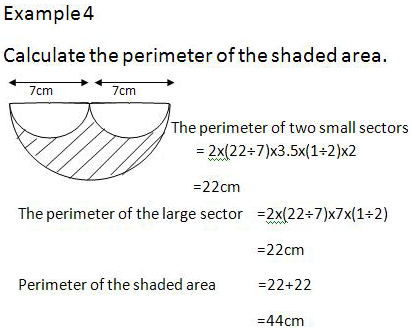 Example 4
Calculate the perimeter of the shaded area.
7cm 7cm
The perimeter of two small sectors
= 2x(22÷7)x3.5x(1÷2)x2
=22cm
The perimeter of the large sector =2x(22÷7)x7x(1÷2)
=22cm
Perimeter of the shaded area =22+22
=44cm